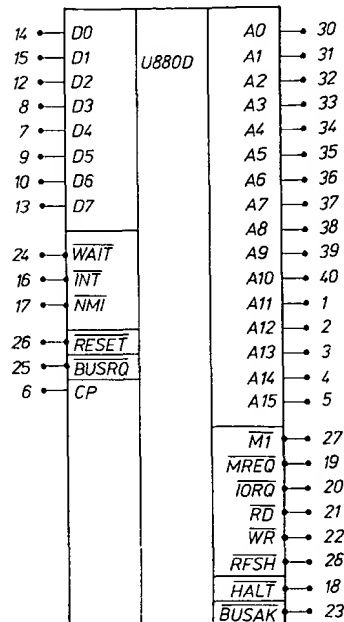 14 D0
15 D1
12 D2
8 D3
7 D4
9 D5
10 D6
13 D7
24 WAIT
16 INT
17 NMI
26 RESET
25 BUSRQ
6 CP
U880D
A0 30
A1 31
A2 32
A3 33
A4 34
A5 35
A6 36
A7 37
A8 38
A9 39
A10 40
A11 1
A12 2
A13 3
A14 4
A15 5
M1 27
MREQ 19
IORQ 20
RD 21
WR 22
RFSH 28
HALT 18
BUSAK 23